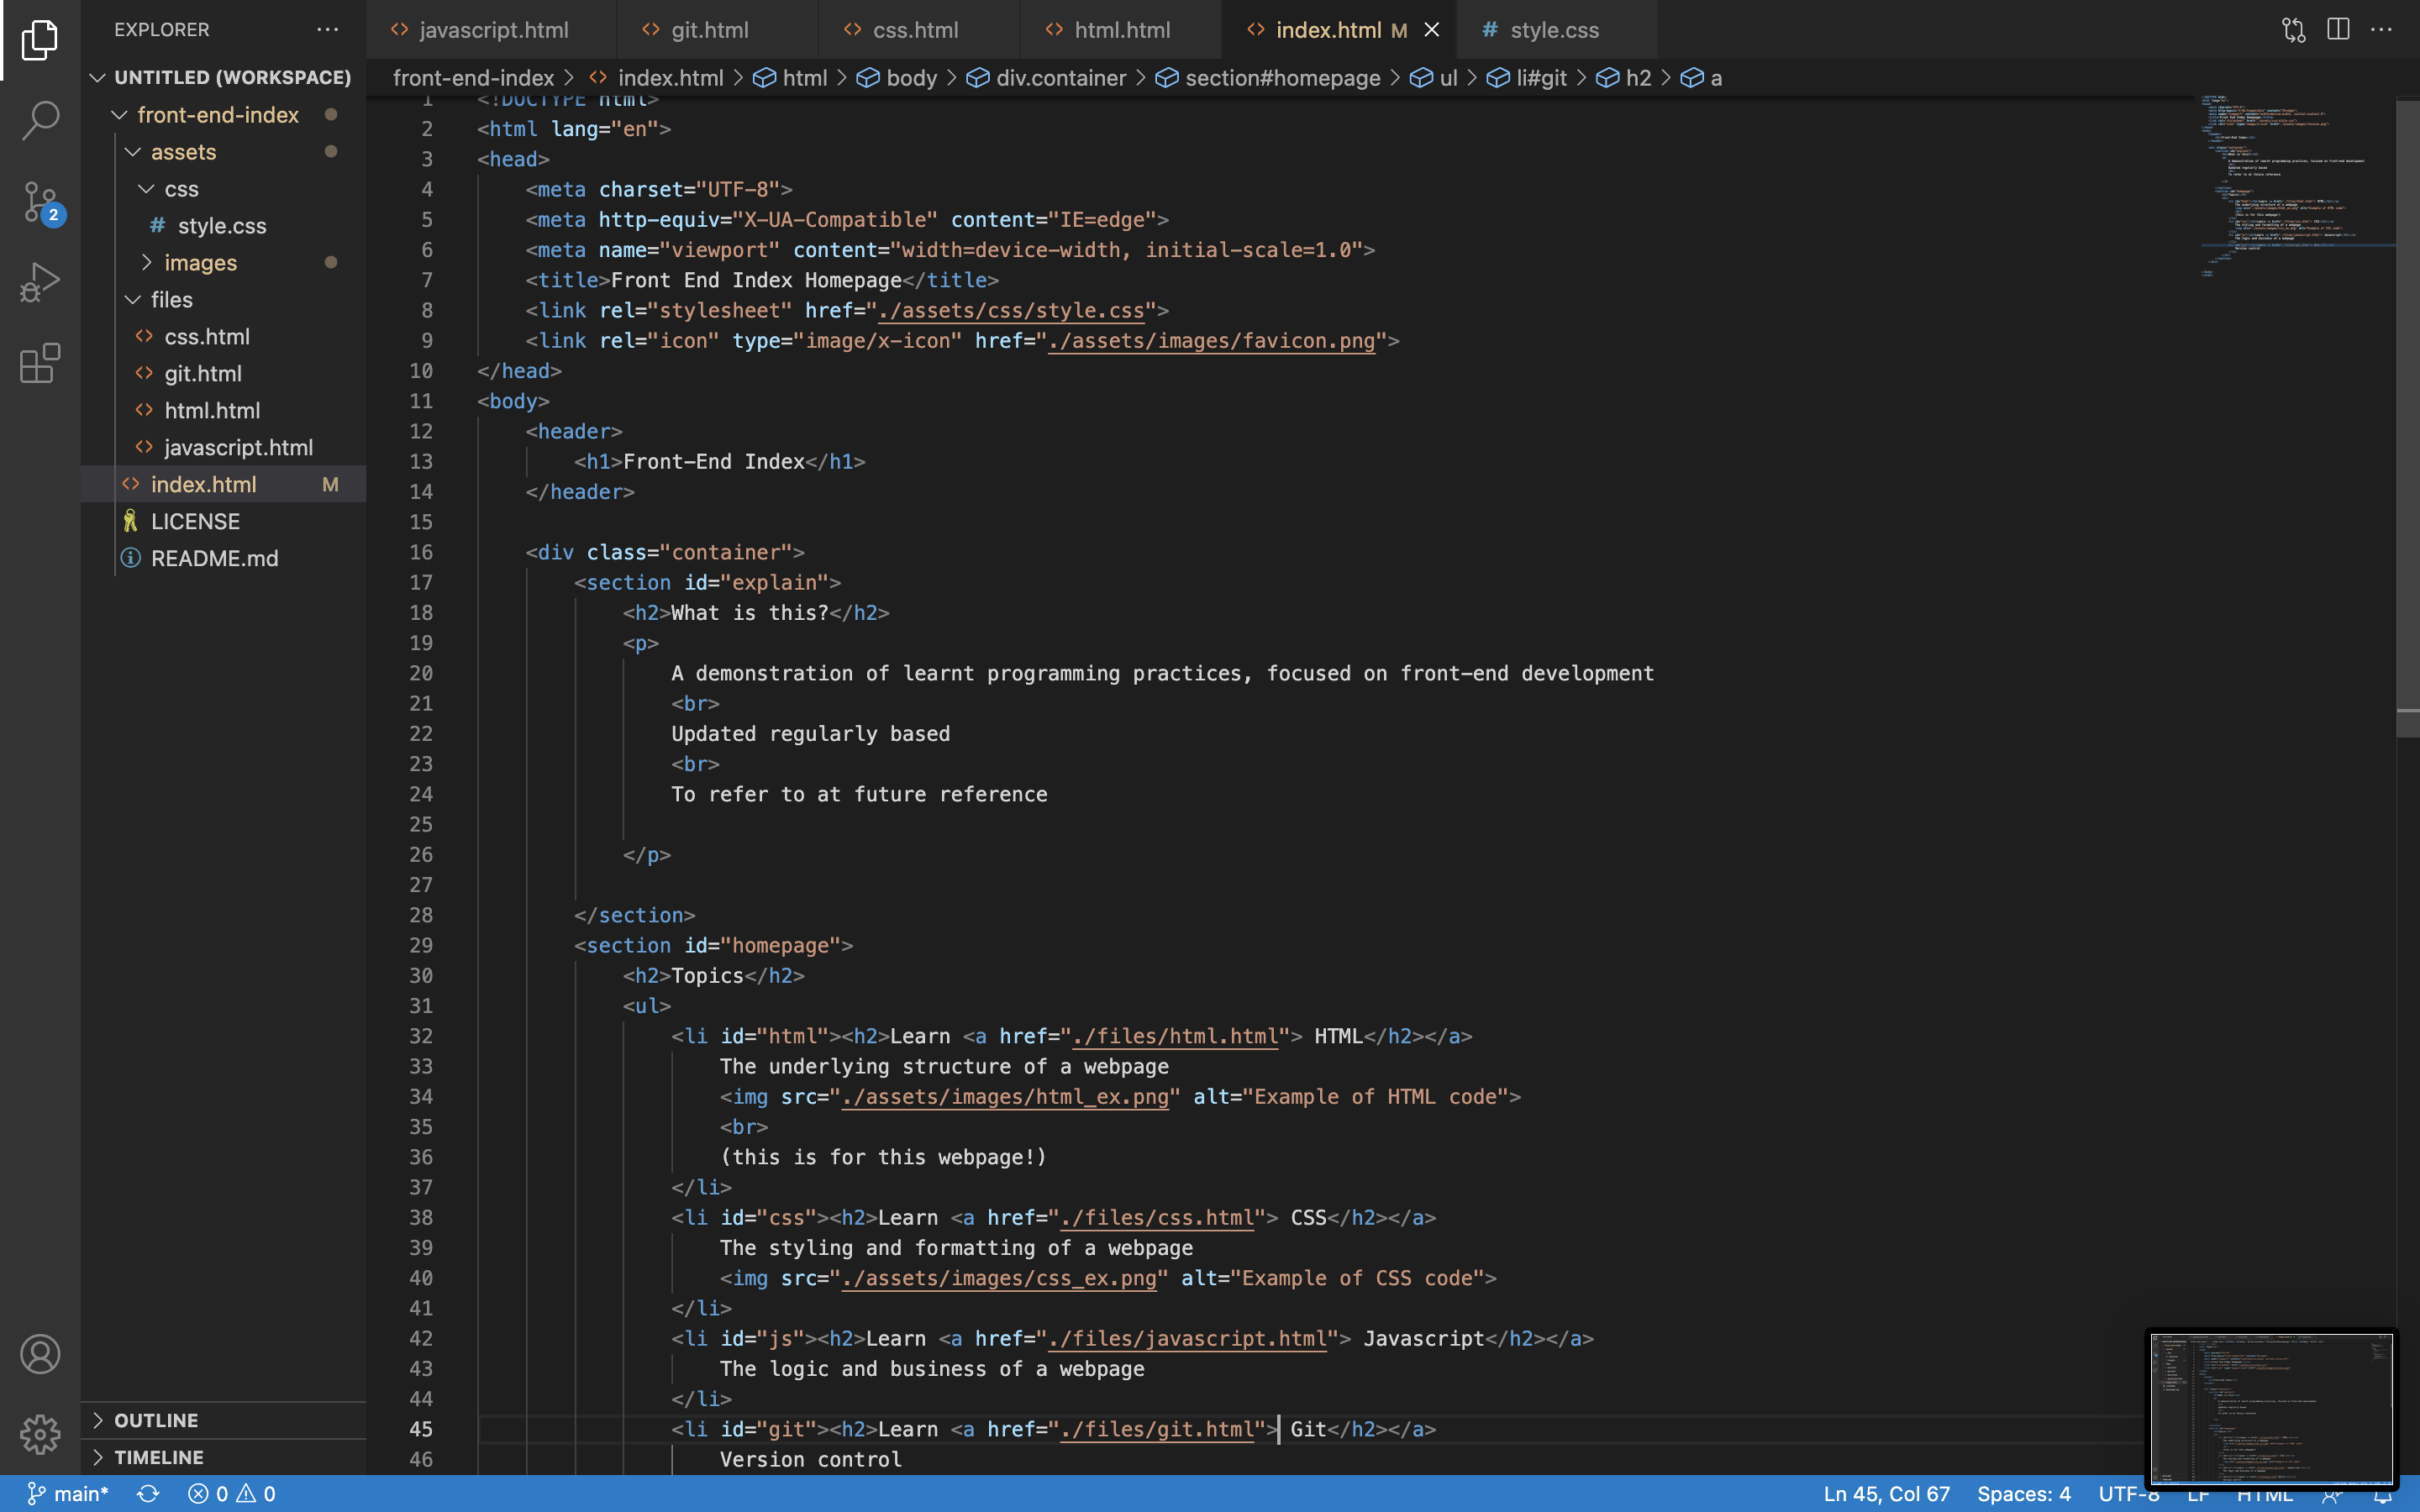 EXPLORER
UNTITLED (WORKSPACE)
front-end-index
assets
css
# style.css
images
files
css.html
git.html
html.html
javascript.html
index.html M
LICENSE
README.md
OUTLINE
TIMELINE
2
javascript.html git.html css.html html.html index.html M # style.css
front-end-index > index.html > html > body > div.container > section#homepage > ul > li#git > h2 > a
1 <!DOCTYPE html>
2 <html lang="en">
3 <head>
4 <meta charset="UTF-8">
5 <meta http-equiv="X-UA-Compatible" content="IE=edge">
6 <meta name="viewport" content="width=device-width, initial-scale=1.0">
7 <title>Front End Index Homepage</title>
8 <link rel="stylesheet" href="./assets/css/style.css">
9 <link rel="icon" type="image/x-icon" href="./assets/images/favicon.png">
10 </head>
11 <body>
12 <header>
13 <h1>Front-End Index</h1>
14 </header>
15
16 <div class="container">
17 <section id="explain">
18 <h2>What is this?</h2>
19 <p>
20 A demonstration of learnt programming practices, focused on front-end development
21 <br>
22 Updated regularly based
23 <br>
24 To refer to at future reference
25
26 </p>
27
28 </section>
29 <section id="homepage">
30 <h2>Topics</h2>
31 <ul>
32 <li id="html"><h2>Learn <a href="./files/html.html"> HTML</h2></a>
33 The underlying structure of a webpage
34 <img src="./assets/images/html_ex.png" alt="Example of HTML code">
35 <br>
36 (this is for this webpage!)
37 </li>
38 <li id="css"><h2>Learn <a href="./files/css.html"> CSS</h2></a>
39 The styling and formatting of a webpage
40 <img src="./assets/images/css_ex.png" alt="Example of CSS code">
41 </li>
42 <li id="js"><h2>Learn <a href="./files/javascript.html"> Javascript</h2></a>
43 The logic and business of a webpage
44 </li>
45 <li id="git"><h2>Learn <a href="./files/git.html"> Git</h2></a>
46 Version control
main* 0 0 Ln 45, Col 67 Spaces: 4 UTF-8 LF HTML